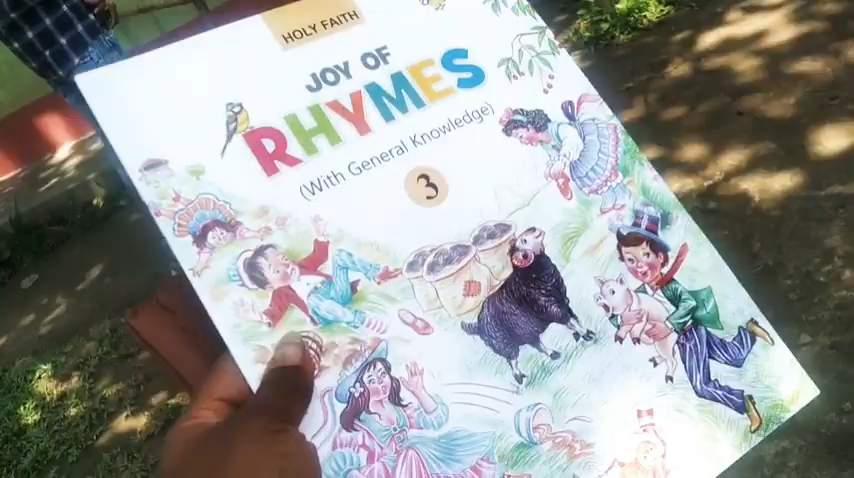 HOLY FAITH
JOY OF
RHYMES
(With General Knowledge)
3